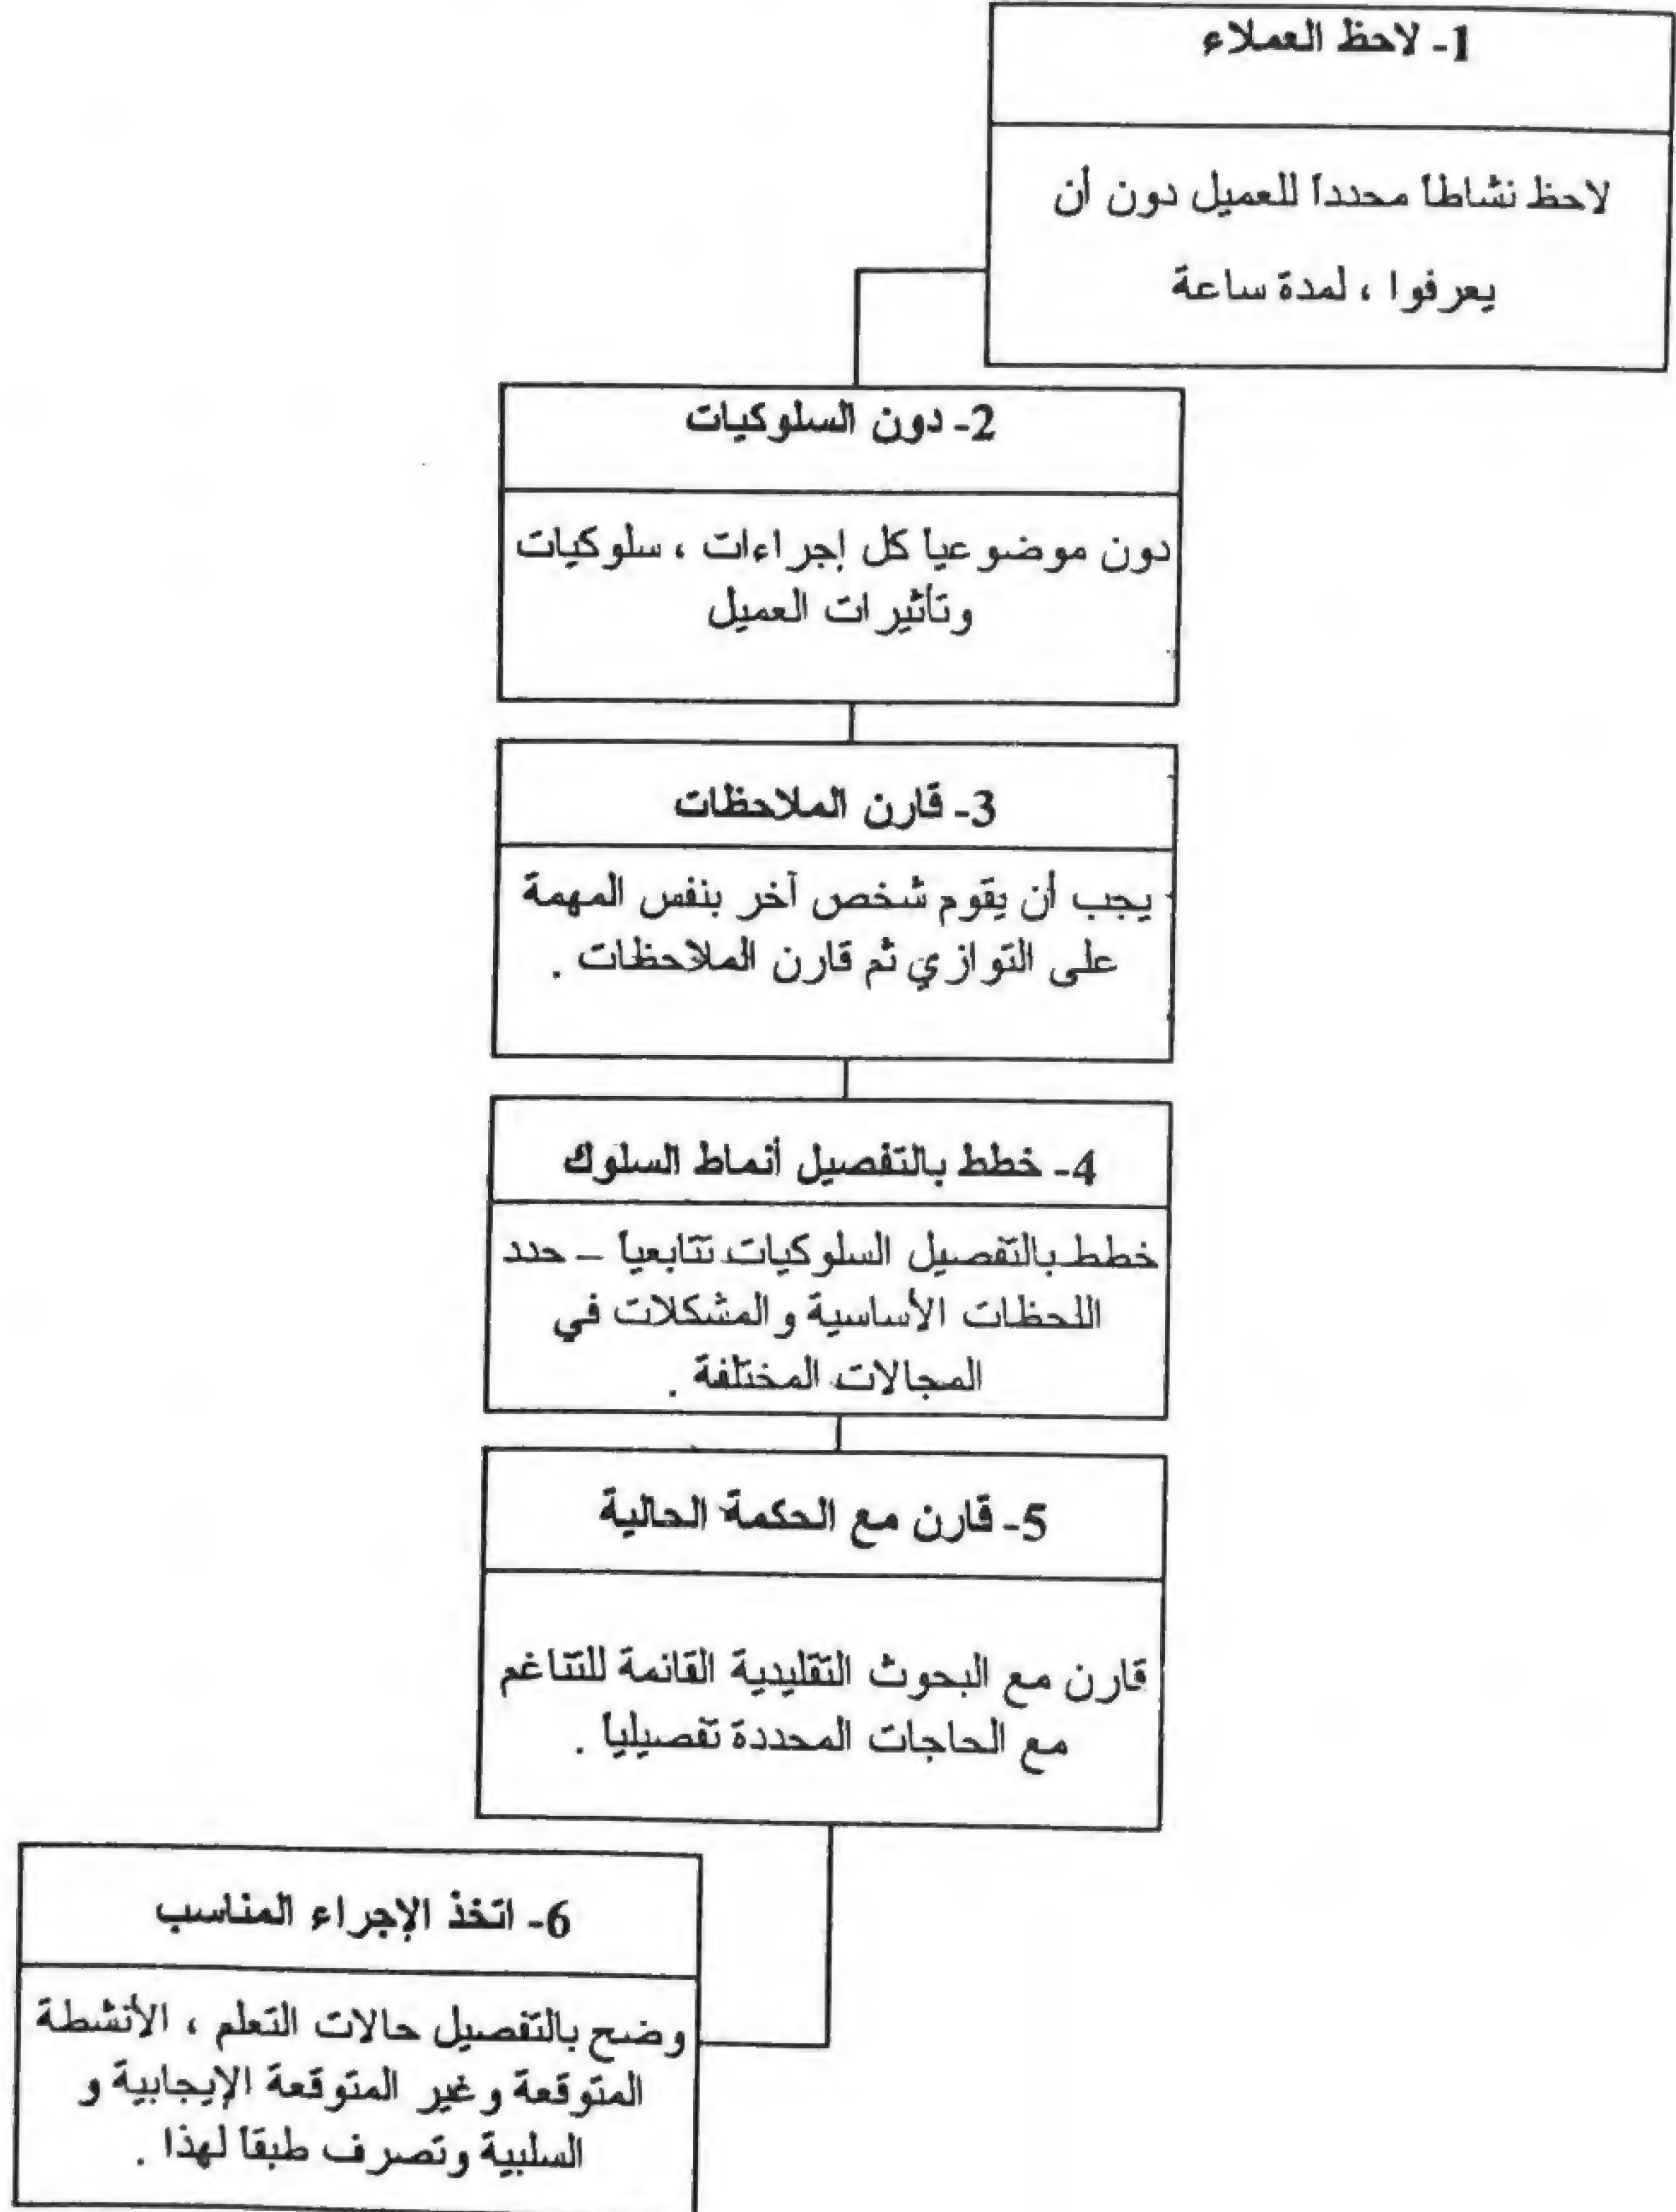 1- لاحظ العملاء
لاحظ نشاطاً محدداً للعميل دون أن
يعرفوا ، لمدة ساعة
2- دون السلوكيات
دون موضوعيا كل إجراءات ، سلوكيات
وتأثيرات العميل
3- قارن الملاحظات
يجب أن يقوم شخص آخر بنفس المهمة
على التوازي ثم قارن الملاحظات .
4- خطط بالتفصيل أنماط السلوك
خطط بالتفصيل السلوكيات تتابعياً – حدد
اللحظات الأساسية والمشكلات في
المجالات المختلفة .
5- قارن مع الحكمة الحالية
قارن مع البحوث التقليدية القائمة للتناغم
مع الحاجات المحددة تفصيلياً .
6- اتخذ الإجراء المناسب
وضح بالتفصيل حالات التعلم ، الأنشطة
المتوقعة وغير المتوقعة الإيجابية و
السلبية وتصرف طبقاً لهذا .